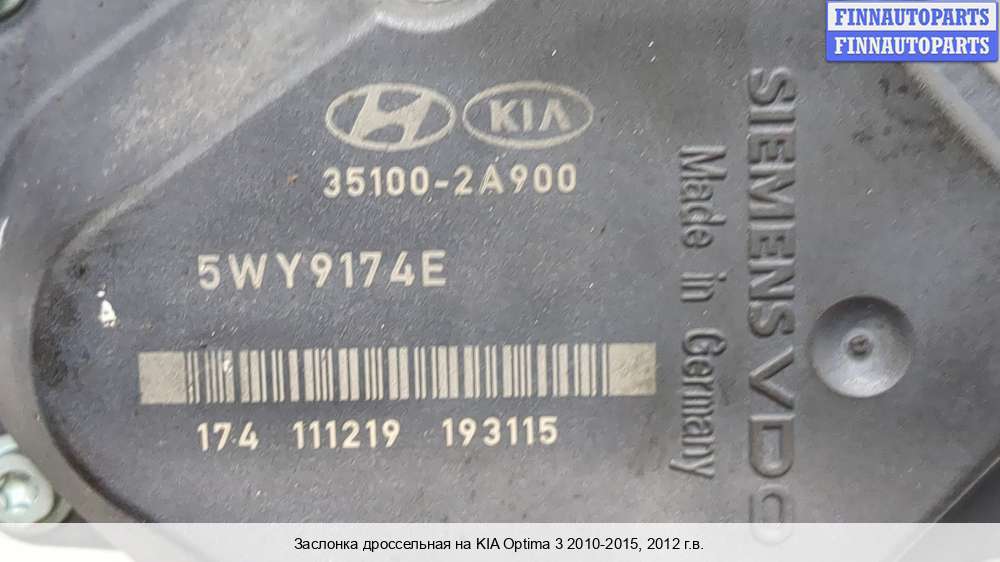 FINNAUTOPARTS
FINNAUTOPARTS
KIA
35100-2A900
5WY9174E
174 111219 193115
SIEMENS VDO
Made in Germany
Заслонка дроссельная на KIA Optima 3 2010-2015, 2012 г.в.